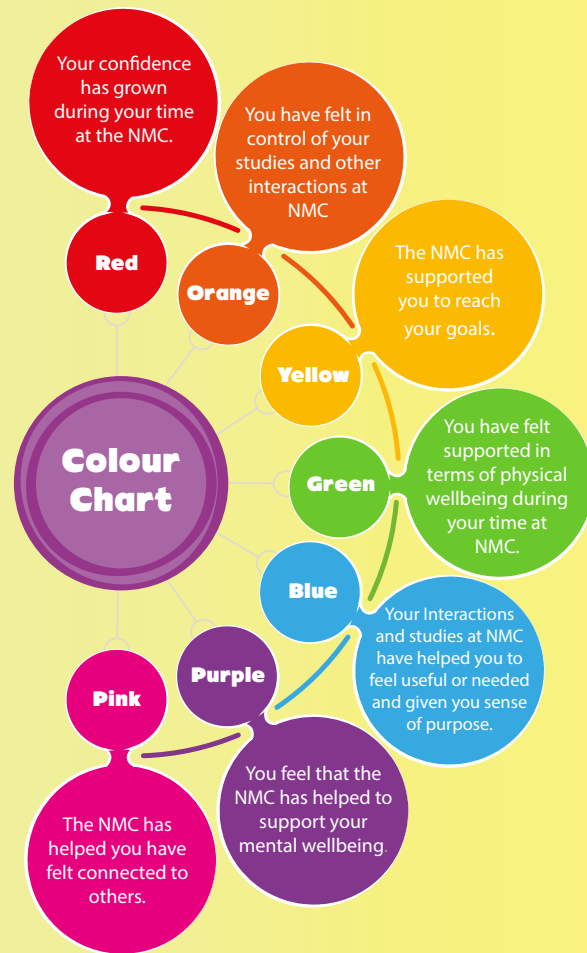 Your confidence
has grown
during your time
at the NMC.
Red
You have felt in
control of your
studies and other
interactions at
NMC
Orange
The NMC has
supported
you to reach
your goals.
Yellow
Colour
Chart
You have felt
supported in
terms of physical
wellbeing during
your time at
NMC.
Green
Blue
Your Interactions
and studies at NMC
have helped you to
feel useful or needed
and given you sense
of purpose.
Purple
You feel that the
NMC has helped to
support your
mental wellbeing.
Pink
The NMC has
helped you have
felt connected to
others.